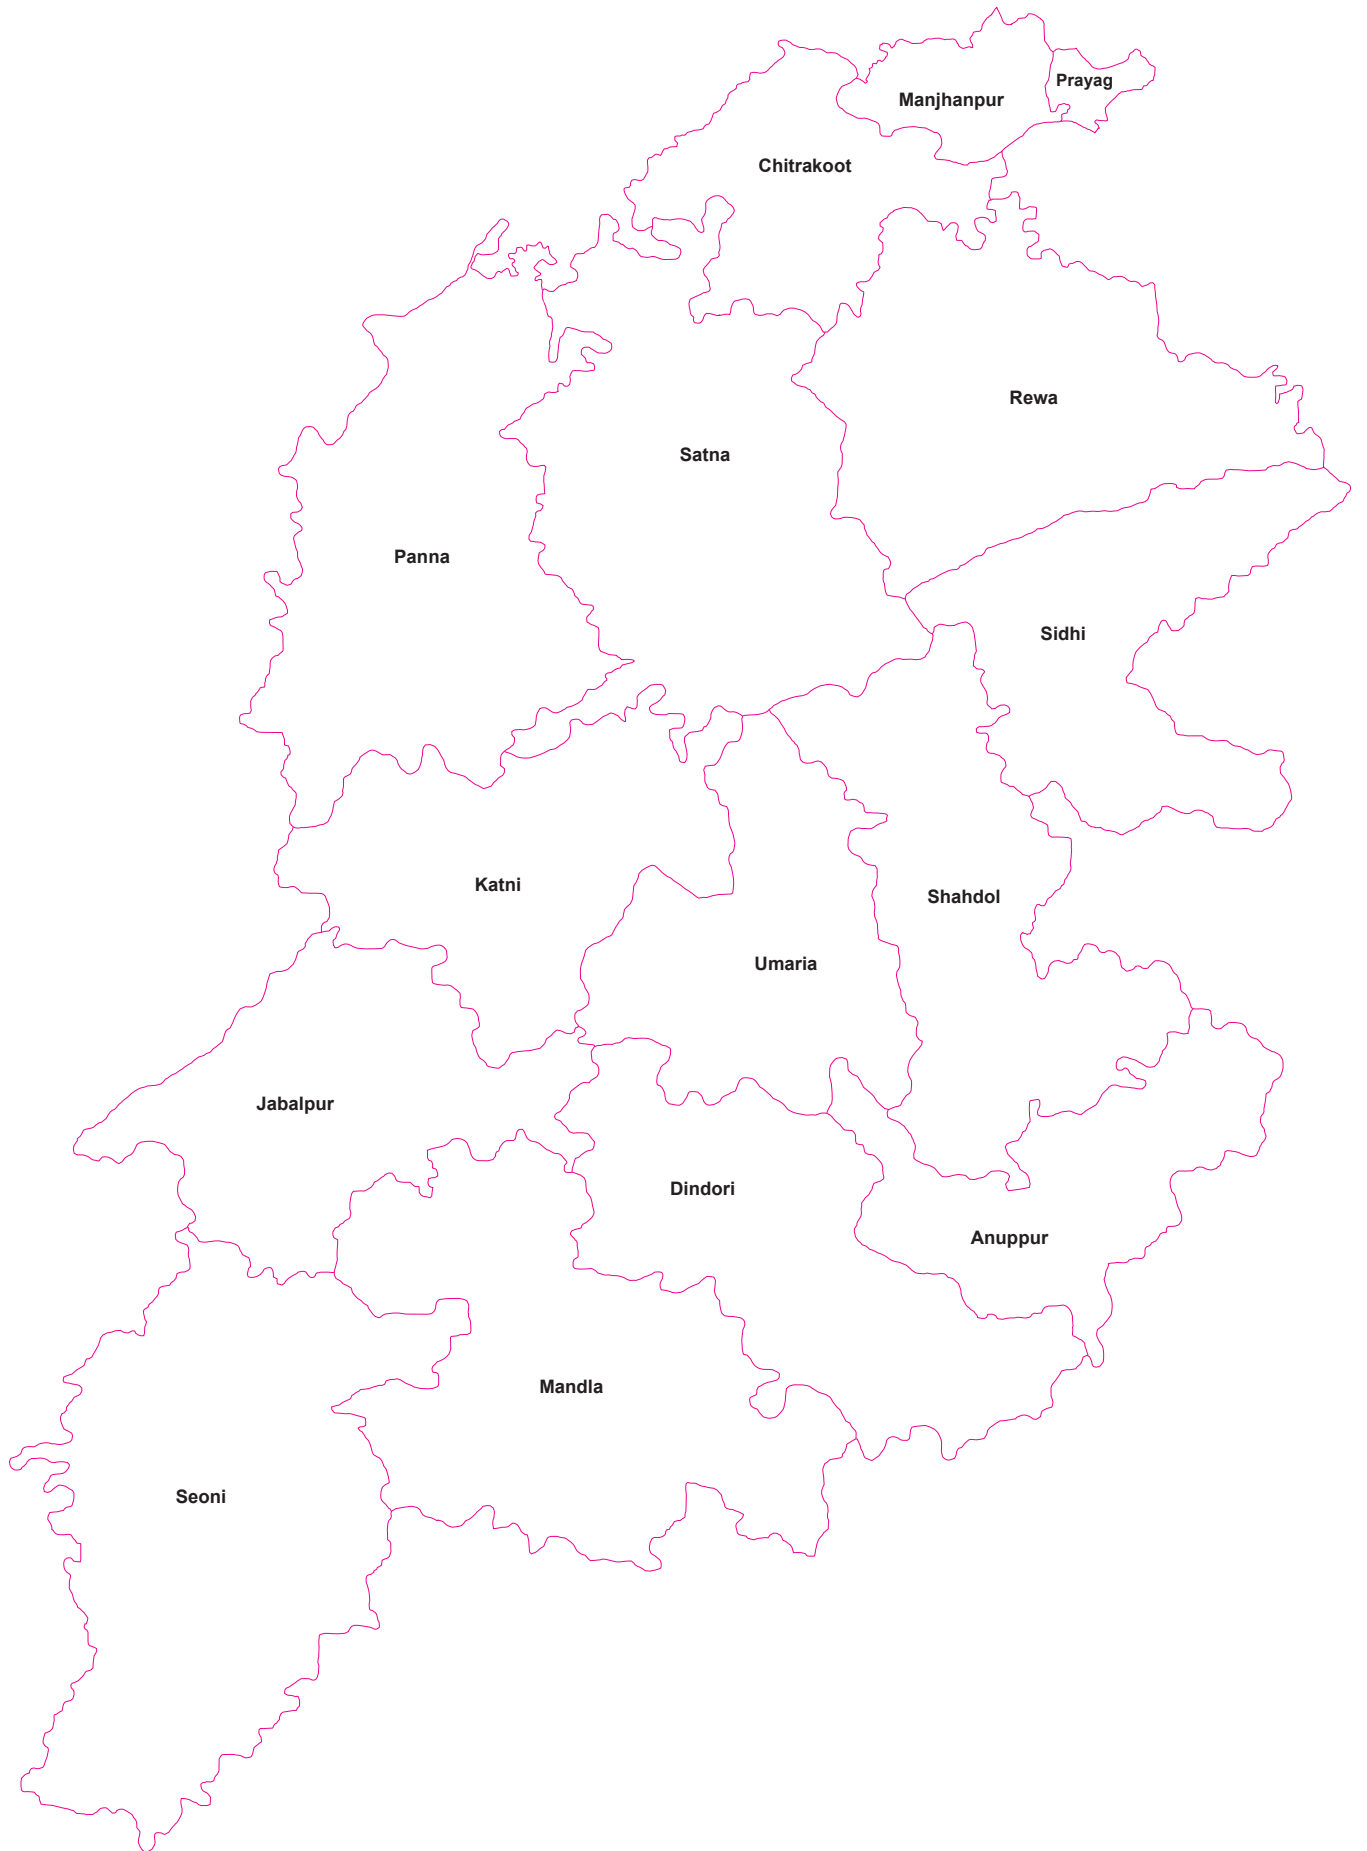 Prayag
Manjhanpur
Chitrakoot
Rewa
Satna
Panna
Sidhi
Katni
Shahdol
Umaria
Jabalpur
Dindori
Anuppur
Mandla
Seoni